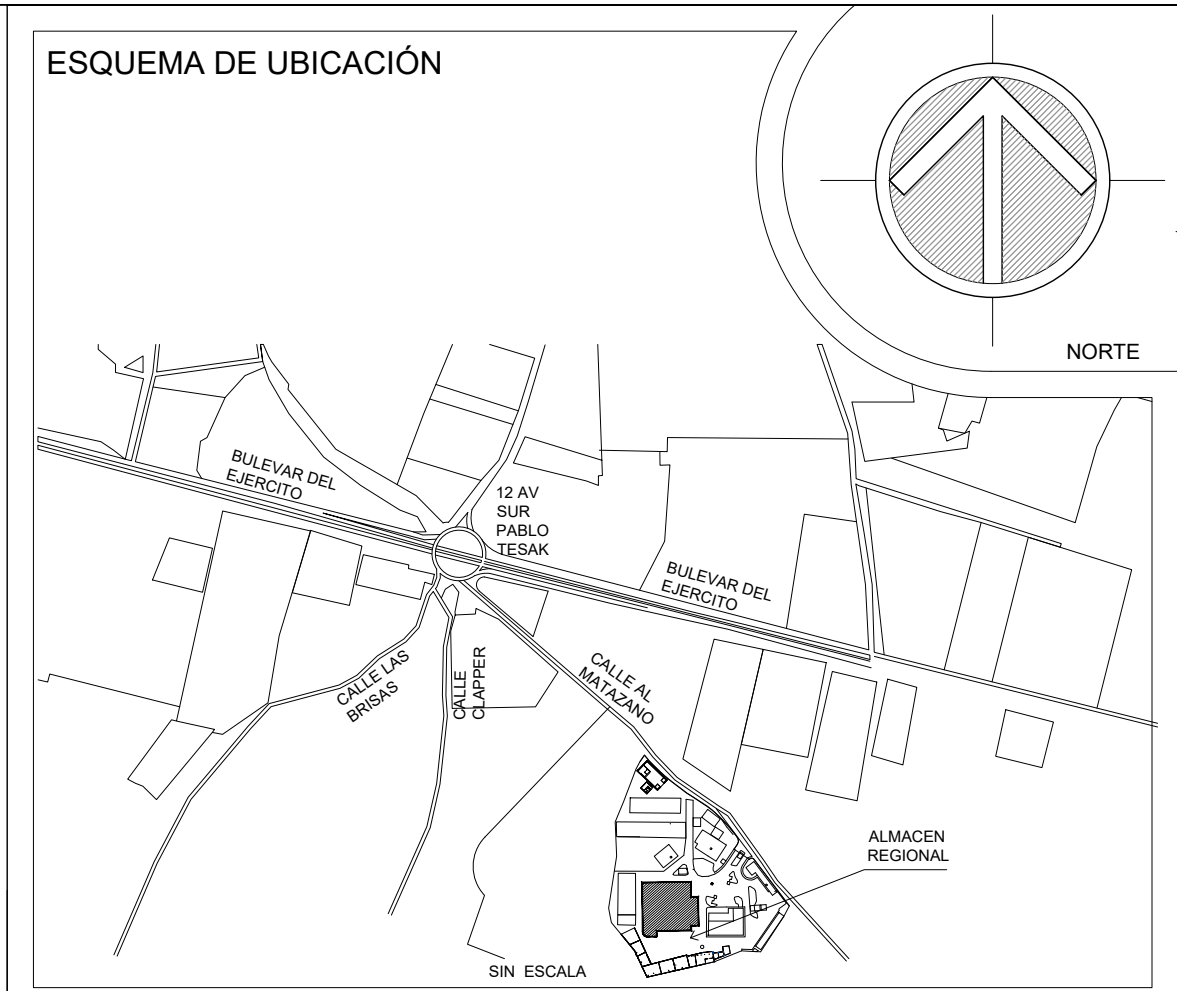 ESQUEMA DE UBICACIÓN
NORTE
BULEVAR DEL
EJERCITO
12 AV
SUR
PABLO
TESAK
BULEVAR DEL
EJERCITO
CALLE LAS
BRISAS
CALLE
CLAPPER
CALLE AL
MATAZANO
ALMACEN
REGIONAL
SIN ESCALA